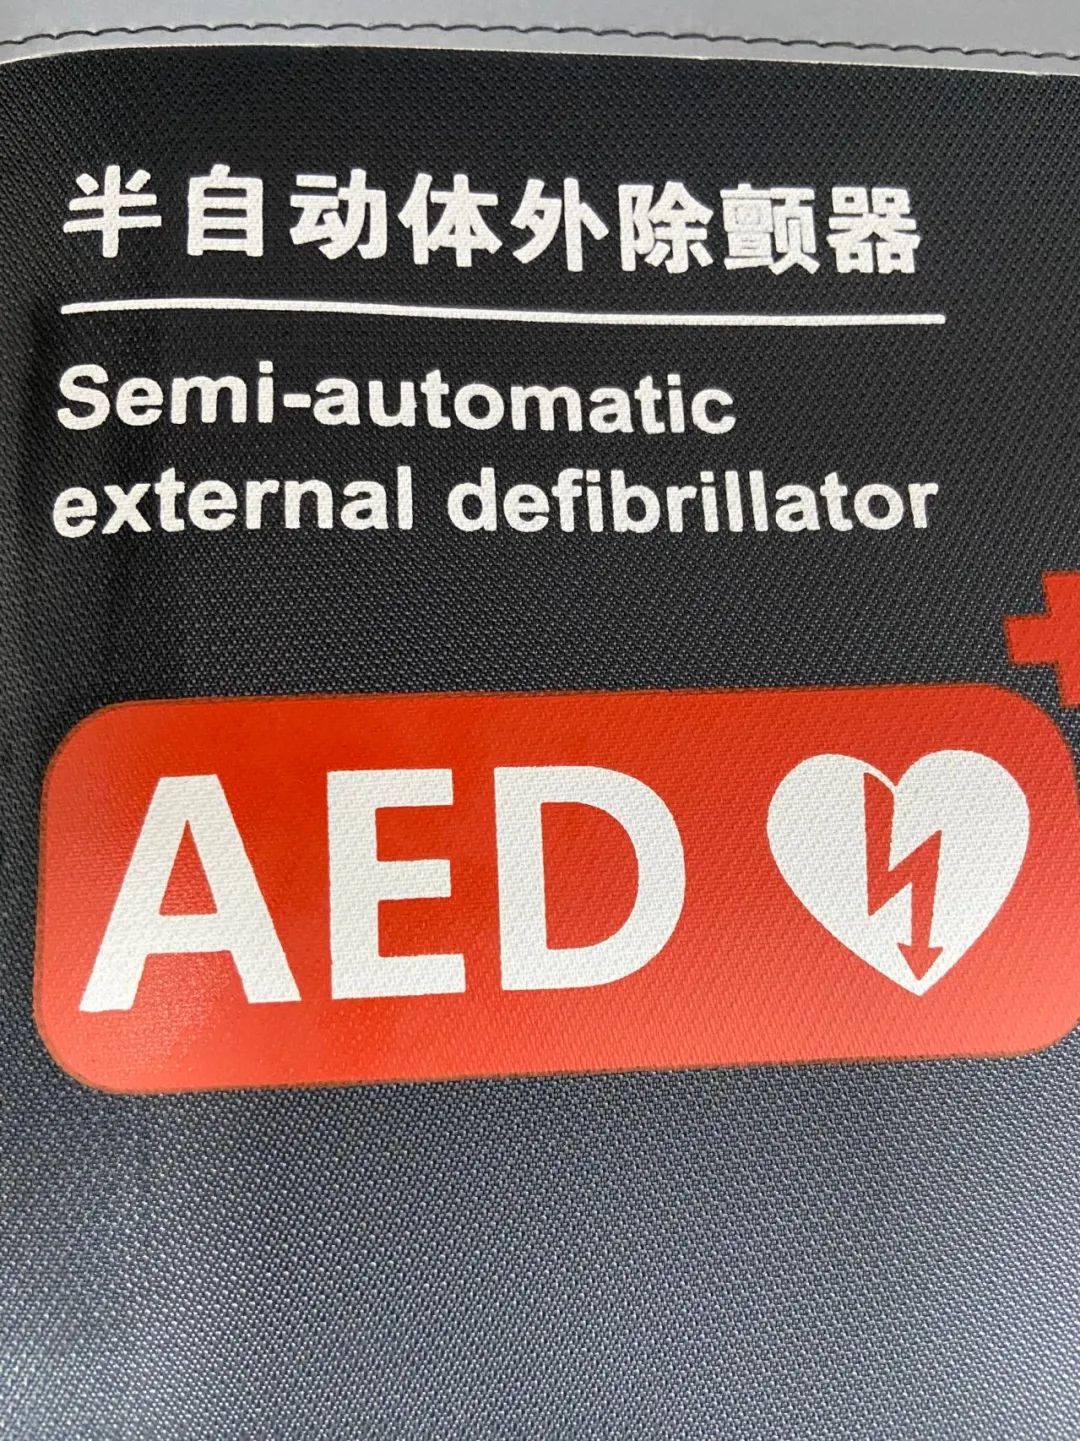 半自动体外除颤器
Semi-automatic
external defibrillator
AED